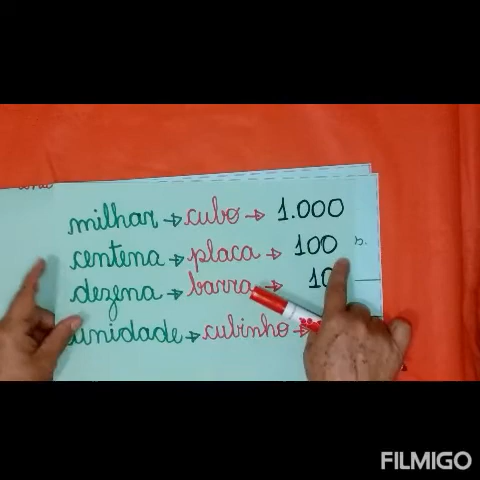 milhar → cubo → 1.000
centena → placa → 100
dezena → barra → 10
unidade → cubinho →
FILMIGO